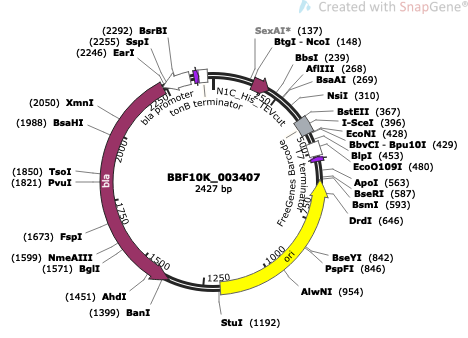 Created with SnapGene®
(2292) BsrBI
(2255) SspI
(2246) EarI
SexAI* (137)
BtgI - NcoI (148)
BbsI (239)
AflIII (268)
BsaAI (269)
NsiI (310)
BstEII (367)
I-SceI (396)
EcoNI (428)
BbvCI - Bpu10I (429)
BlpI (453)
EcoO109I (480)
ApoI (563)
BseRI (587)
BsmI (593)
DrdI (646)
BseYI (842)
PspFI (846)
AlwNI (954)
StuI (1192)
(1399) BanI
(1451) AhdI
(1571) BglI
(1599) NmeAIII
(1673) FspI
(1821) PvuI
(1850) TsoI
(1988) BsaHI
(2050) XmnI
bla promoter
tonB terminator
N1C_His_TEVcut
FreeGenes Barcode
T7 terminator
bla
ori
250
500
750
1000
1250
1500
1750
2000
2250
BBF10K_003407
2427 bp